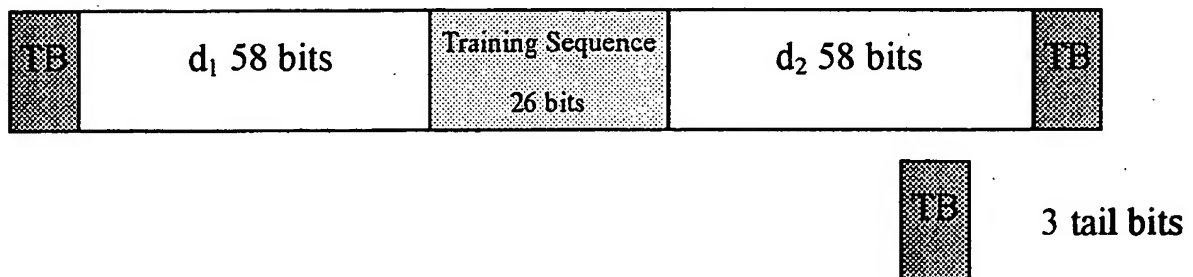 TB d₁ 58 bits Training Sequence d₂ 58 bits TB
26 bits
TB 3 tail bits